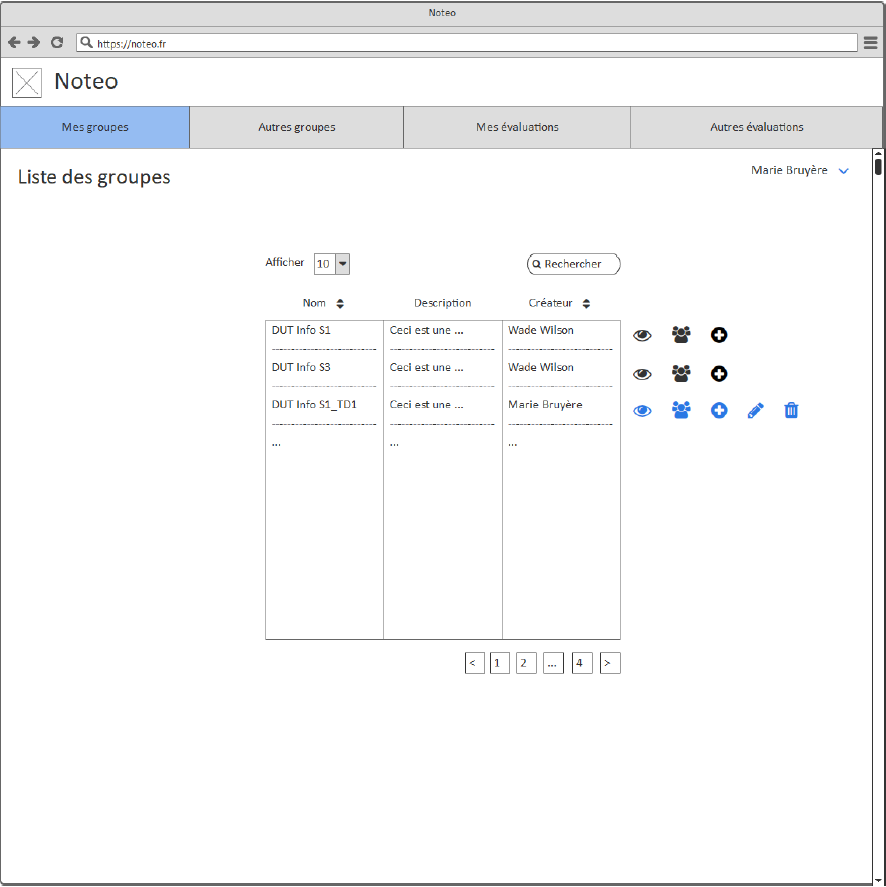 Noteo
https://noteo.fr
Noteo
Mes groupes Autres groupes Mes évaluations Autres évaluations
Liste des groupes
Marie Bruyère
Afficher 10 Rechercher
Nom Description Créateur
DUT Info S1 Ceci est une ... Wade Wilson
DUT Info S3 Ceci est une ... Wade Wilson
DUT Info S1_TD1 Ceci est une ... Marie Bruyère
... ... ...
< 1 2 ... 4 >